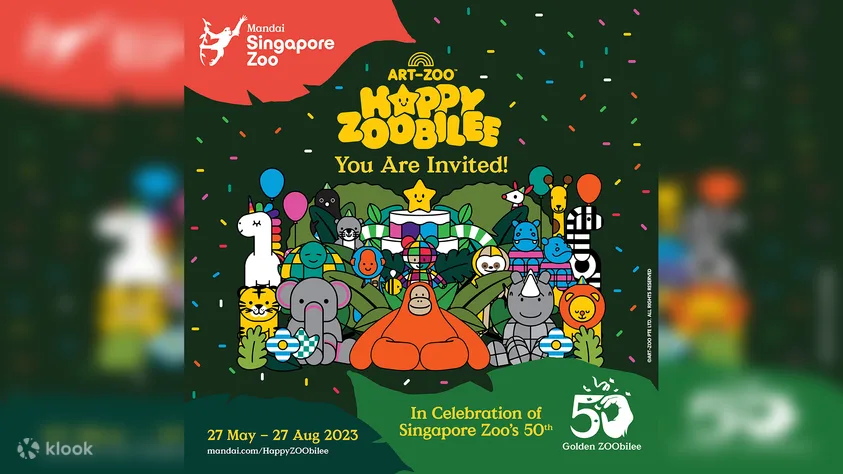 Mandai
Singapore
Zoo
ART-ZOO™
HAPPY
ZOOBILEE
You Are Invited!
©ART-ZOO PTE LTD. ALL RIGHTS RESERVED
27 May – 27 Aug 2023
mandai.com/HappyZOObilee
In Celebration of
Singapore Zoo's 50th
50
Golden ZOObilee
klook